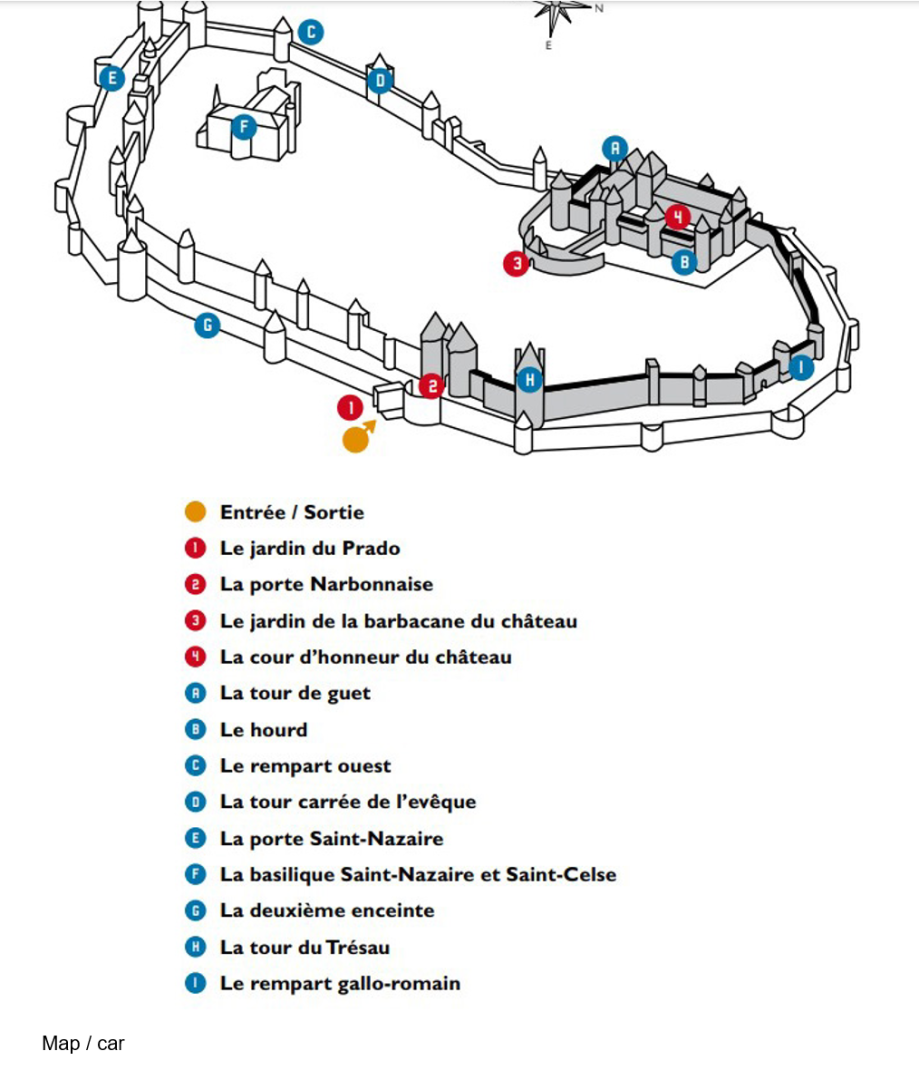 N
E
C
E
D
F
A
4
3
B
G
H
I
2
1
Entrée / Sortie
1 Le jardin du Prado
2 La porte Narbonnaise
3 Le jardin de la barbacane du château
4 La cour d’honneur du château
A La tour de guet
B Le hourd
C Le rempart ouest
D La tour carrée de l’evêque
E La porte Saint-Nazaire
F La basilique Saint-Nazaire et Saint-Celse
G La deuxième enceinte
H La tour du Trésau
I Le rempart gallo-romain
Map / car